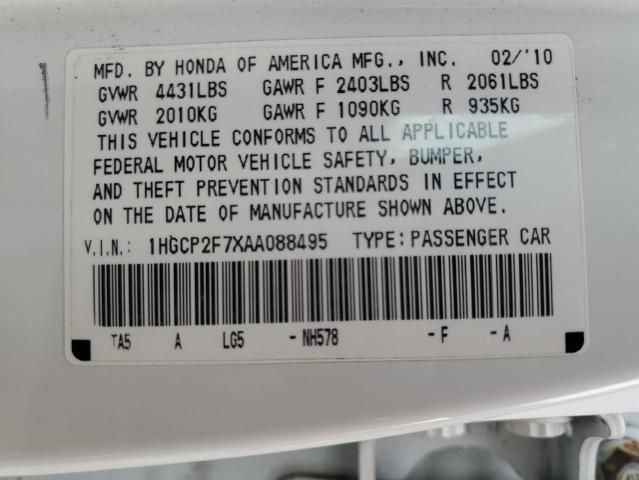 MFD. BY HONDA OF AMERICA MFG., INC. 02/'10
GVWR 4431LBS GAWR F 2403LBS R 2061LBS
GVWR 2010KG GAWR F 1090KG R 935KG
THIS VEHICLE CONFORMS TO ALL APPLICABLE
FEDERAL MOTOR VEHICLE SAFETY, BUMPER,
AND THEFT PREVENTION STANDARDS IN EFFECT
ON THE DATE OF MANUFACTURE SHOWN ABOVE.
V.I.N.: 1HGCP2F7XAA088495 TYPE:PASSENGER CAR
TA5 A LG5 -NH578 -F -A